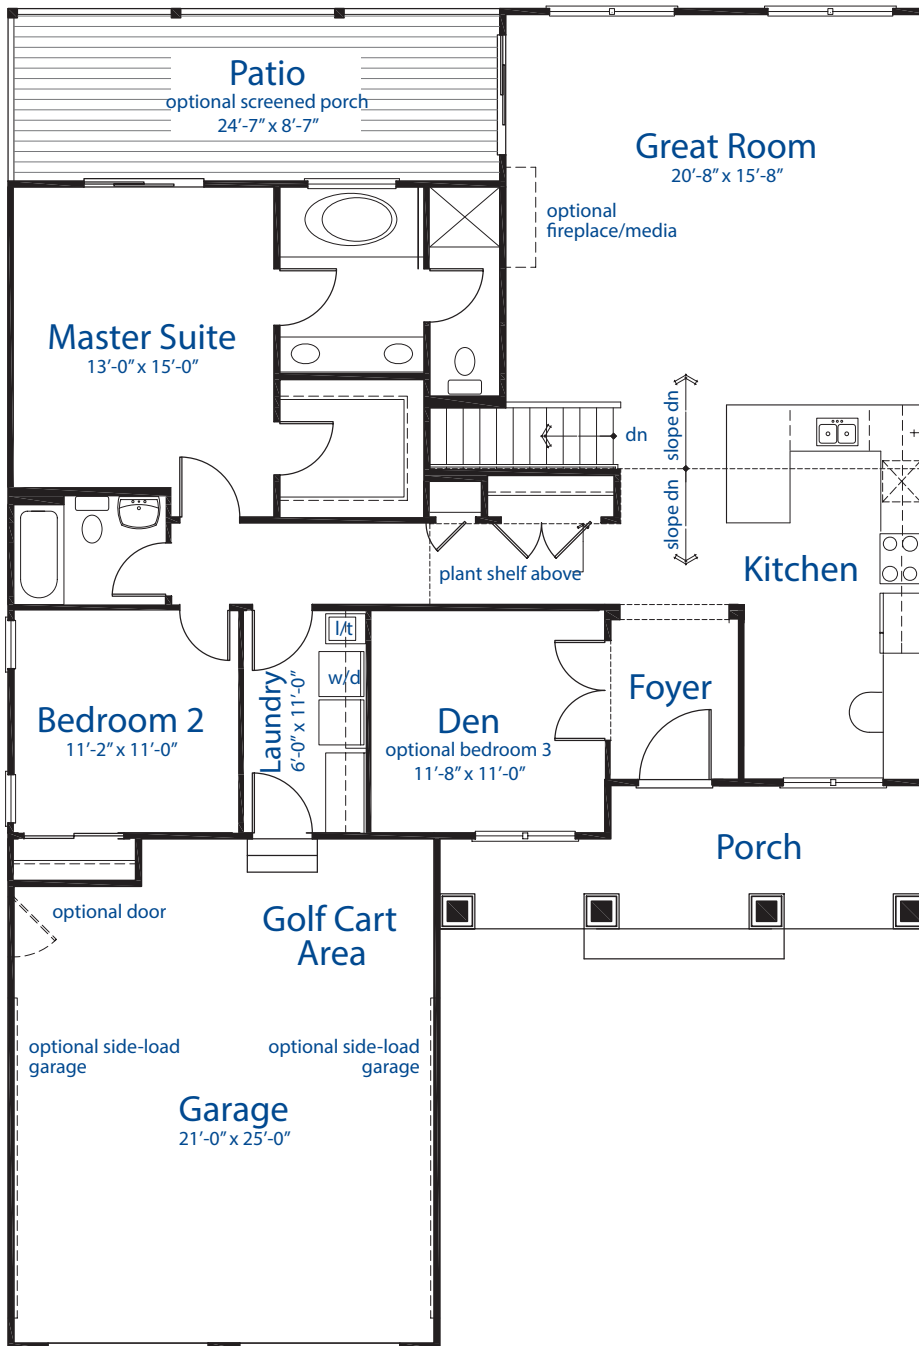 Patio
optional screened porch
24’-7” x 8’-7”
Great Room
20’-8” x 15’-8”
optional
fireplace/media
Master Suite
13’-0” x 15’-0”
dn
slope dn
slope dn
plant shelf above
Kitchen
l/t
w/d
Laundry
6’-0” x 11’-0”
Bedroom 2
11’-2” x 11’-0”
Den
optional bedroom 3
11’-8” x 11’-0”
Foyer
Porch
optional door
Golf Cart
Area
optional side-load
garage
optional side-load
garage
Garage
21’-0” x 25’-0”